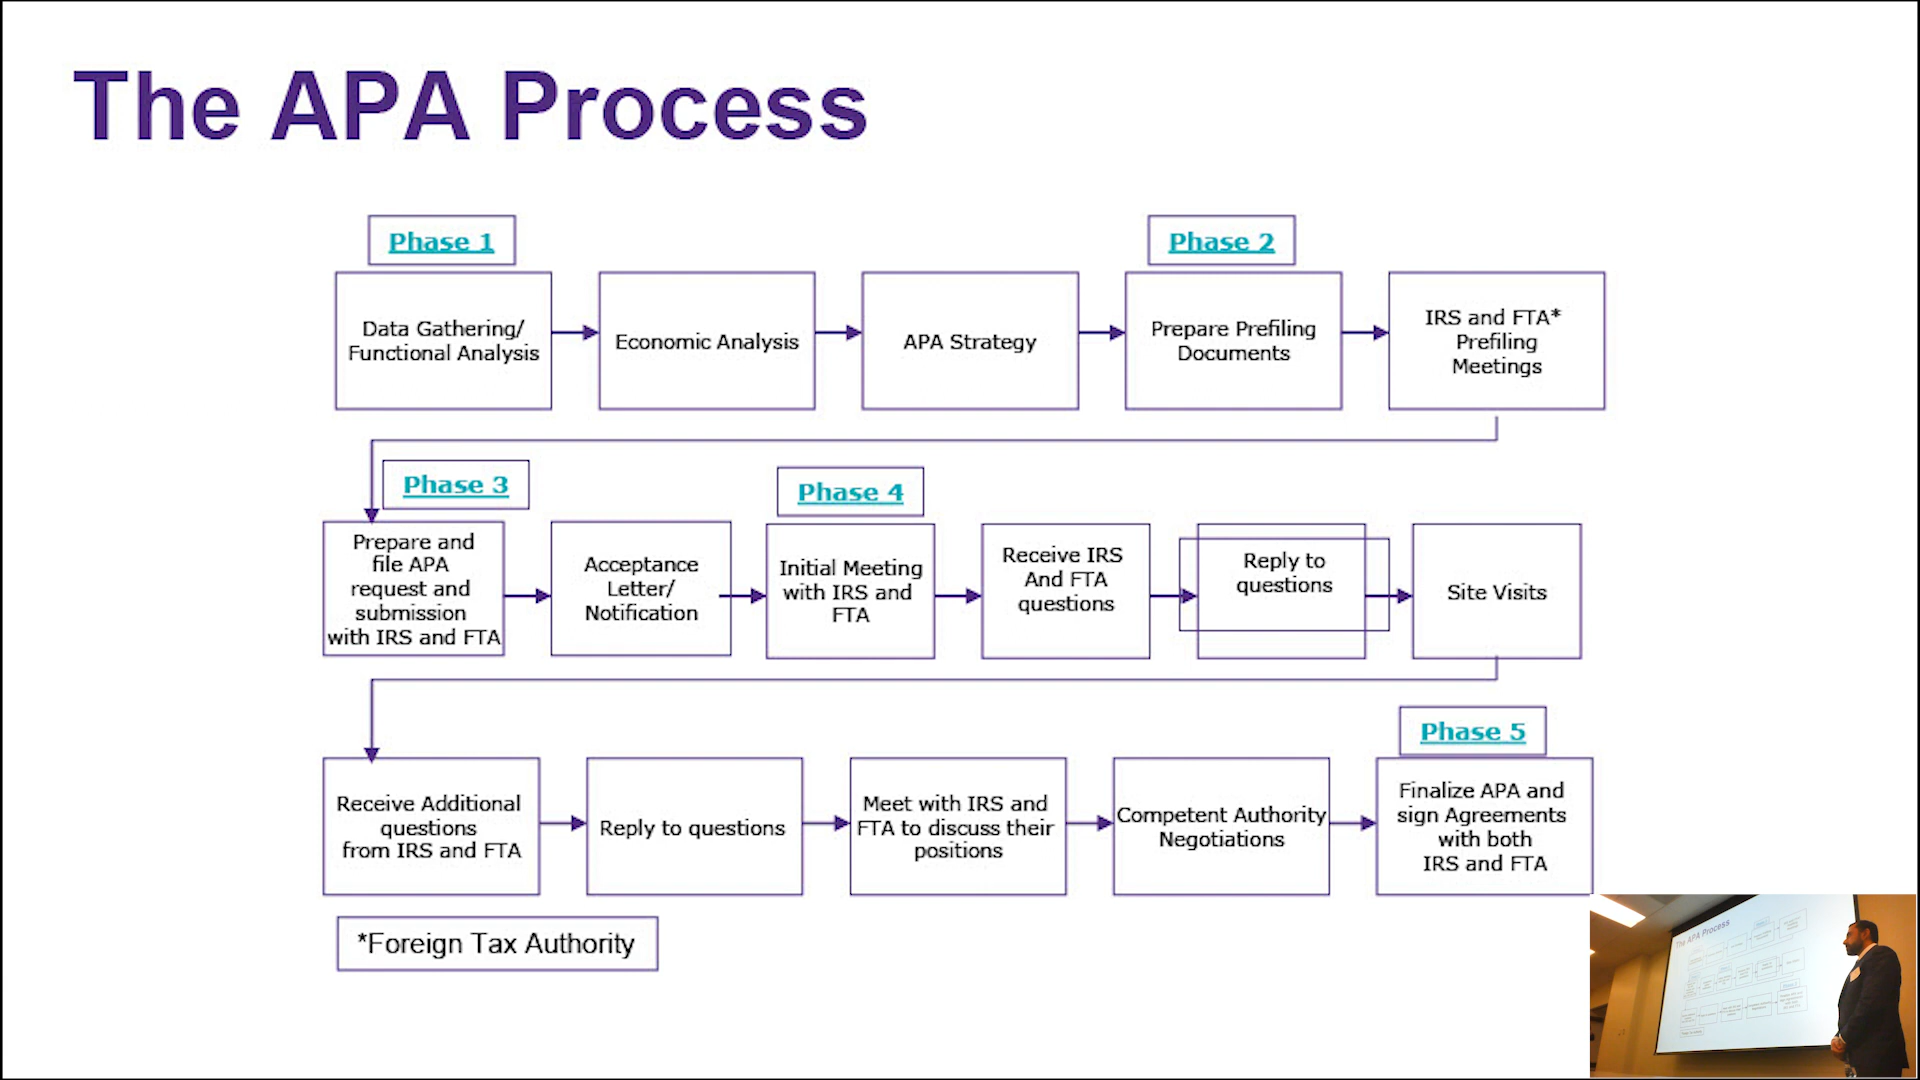 The APA Process
Phase 1
Phase 2
Data Gathering/
Functional Analysis
Economic Analysis
APA Strategy
Prepare Prefiling
Documents
IRS and FTA*
Prefiling
Meetings
Phase 3
Phase 4
Prepare and
file APA
request and
submission
with IRS and FTA
Acceptance
Letter/
Notification
Initial Meeting
with IRS and
FTA
Receive IRS
And FTA
questions
Reply to
questions
Site Visits
Phase 5
Receive Additional
questions
from IRS and FTA
Reply to questions
Meet with IRS and
FTA to discuss their
positions
Competent Authority
Negotiations
Finalize APA and
sign Agreements
with both
IRS and FTA
*Foreign Tax Authority
The APA Process